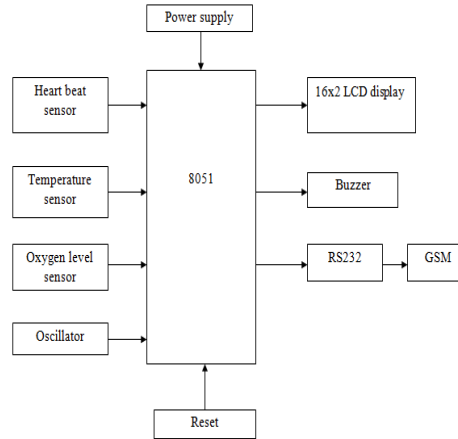 Power supply
Heart beat
sensor
16x2 LCD display
8051
Temperature
sensor
Buzzer
Oxygen level
sensor
RS232
GSM
Oscillator
Reset